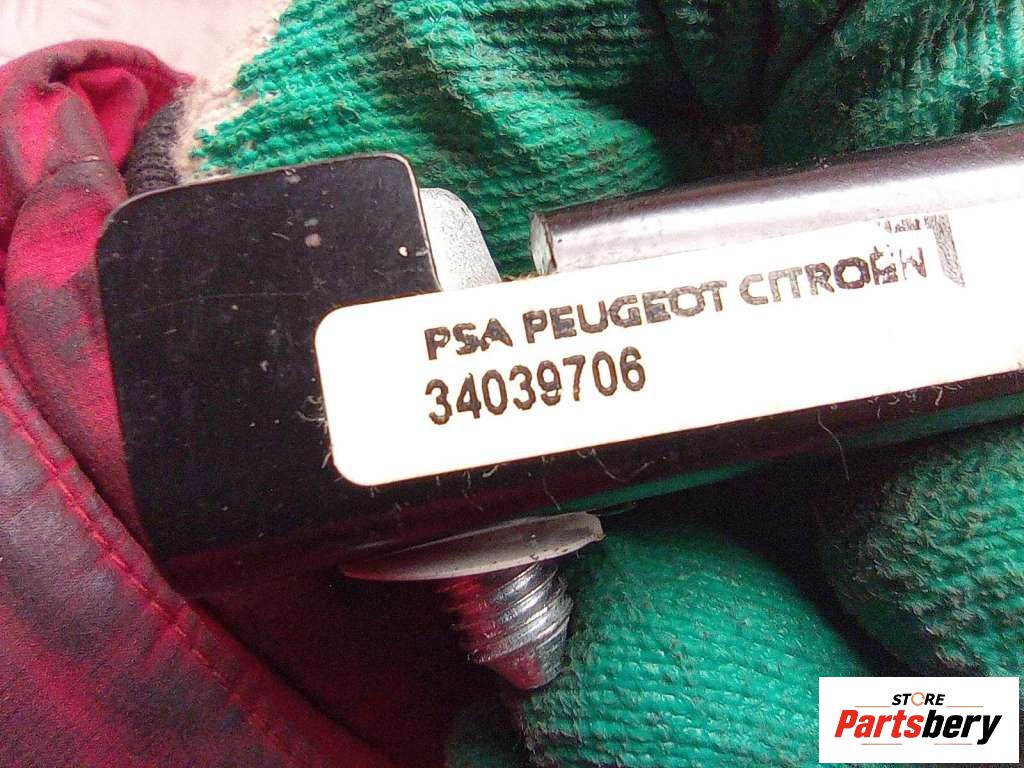 PSA PEUGEOT CITROËN
34039706
STORE
Partsbery